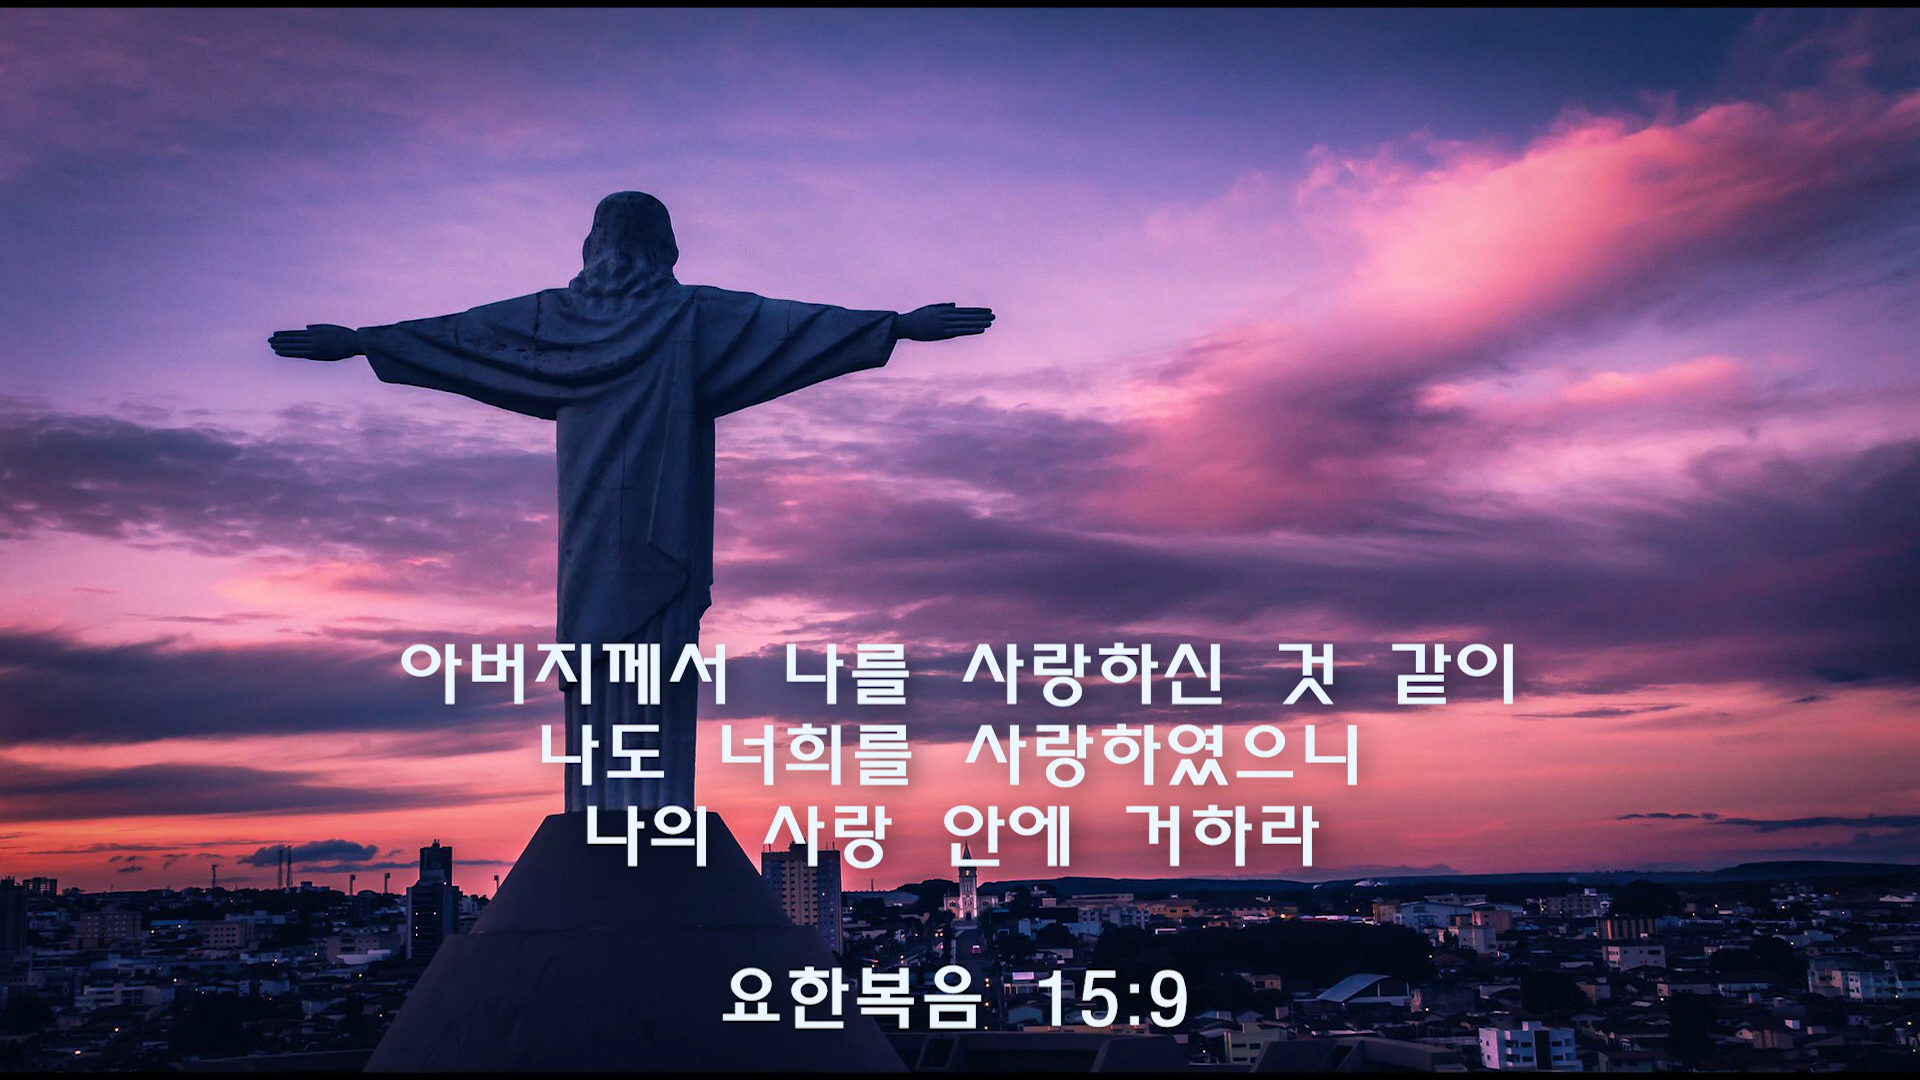 아버지께서 나를 사랑하신 것 같이
나도 너희를 사랑하였으니
나의 사랑 안에 거하라
요한복음 15:9